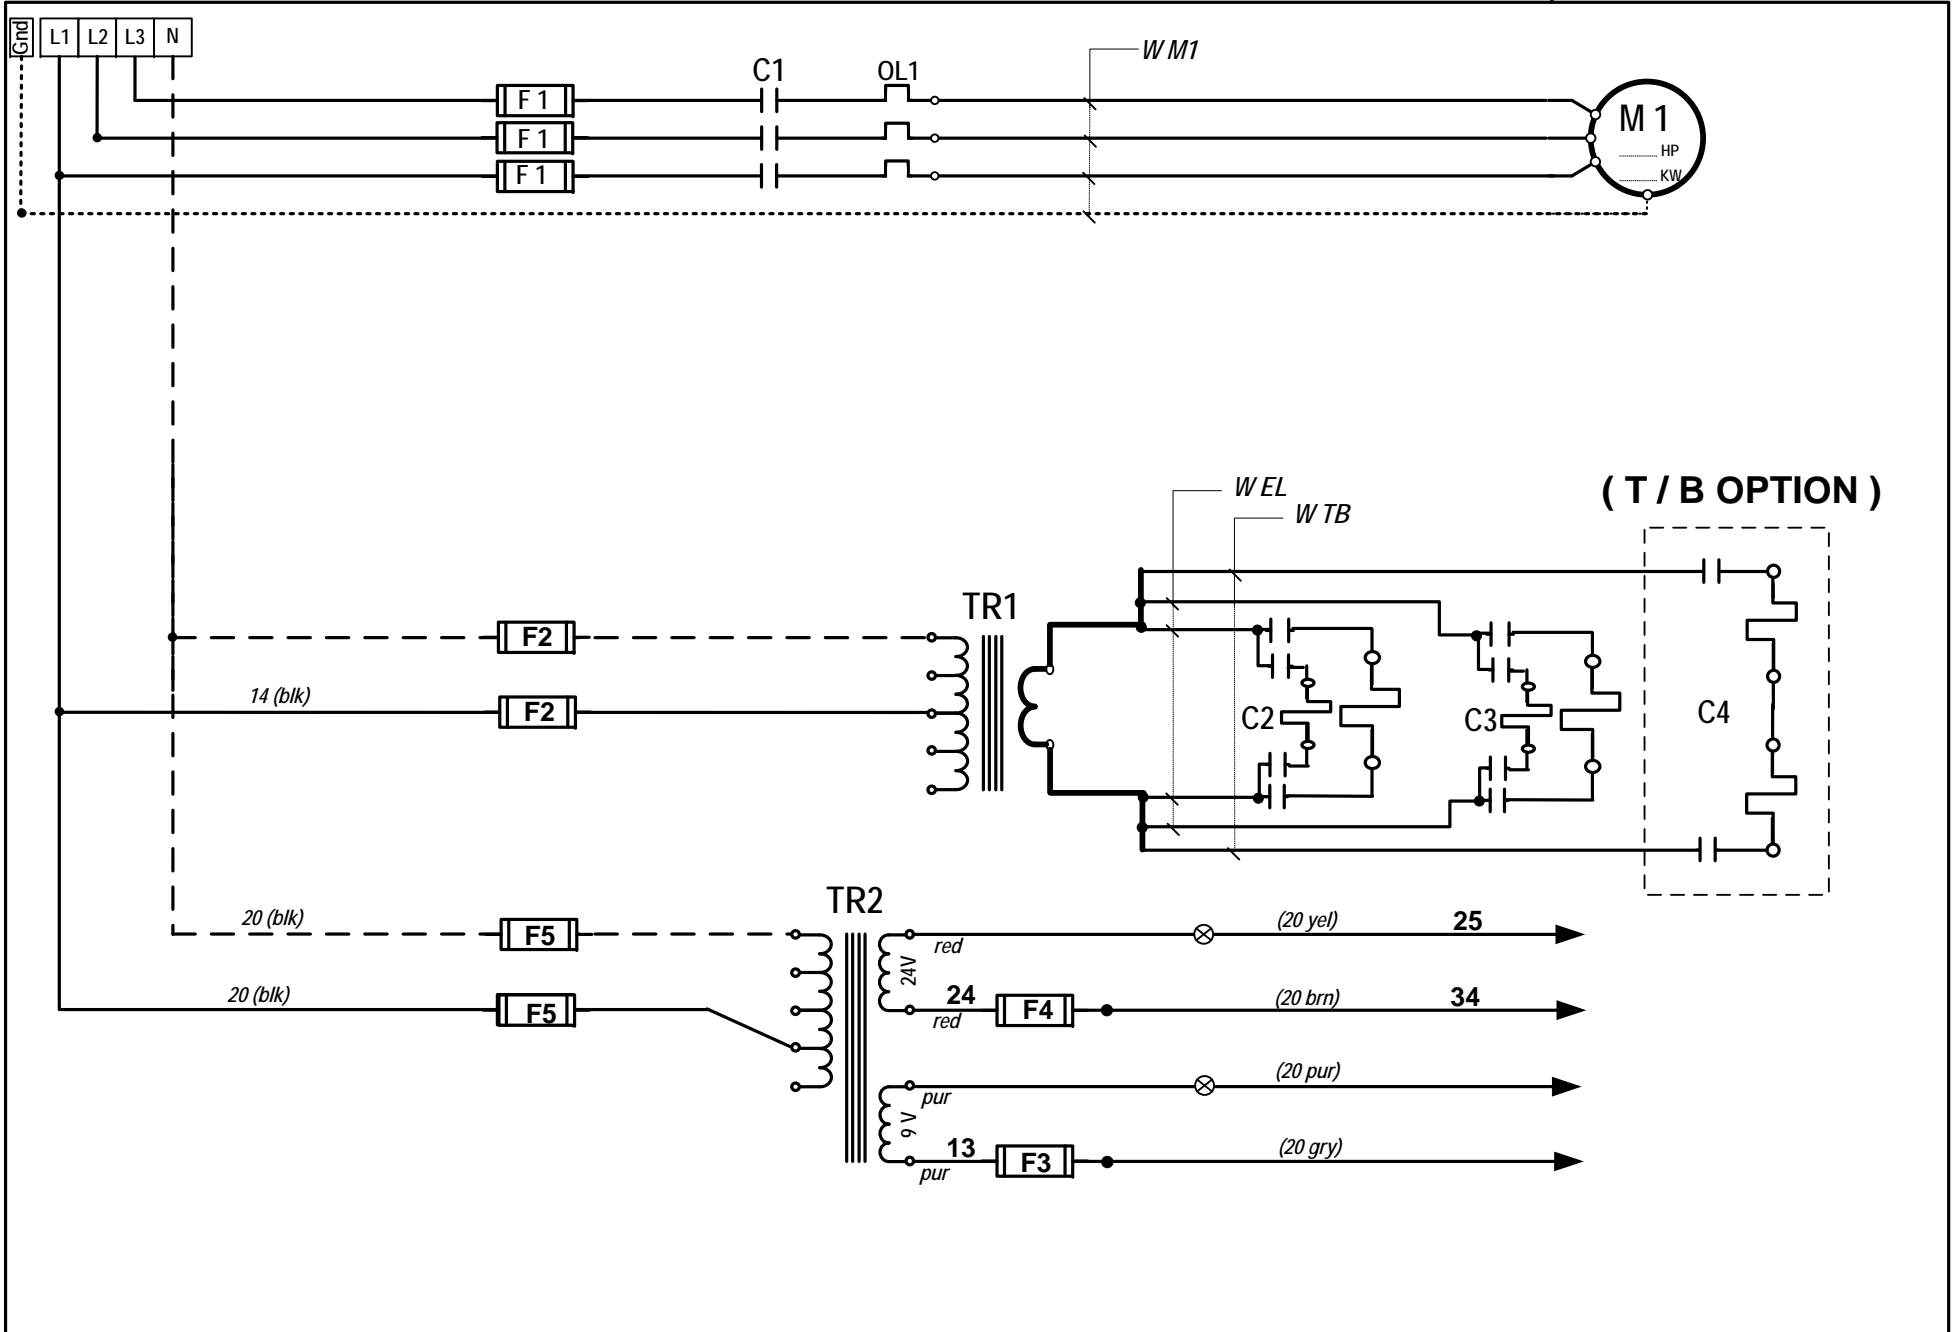 Gnd L1 L2 L3 N
W M1
C1 OL1
F 1
M 1
F 1
HP
F 1
KW
( T / B OPTION )
W EL
W TB
TR1
F2
14 (blk) F2
C2 C3 C4
TR2
20 (blk) F5
(20 yel) 25
red
24V
20 (blk) F5
24 F4 (20 brn) 34
red
(20 pur)
pur
9 V
13 F3 (20 gry)
pur